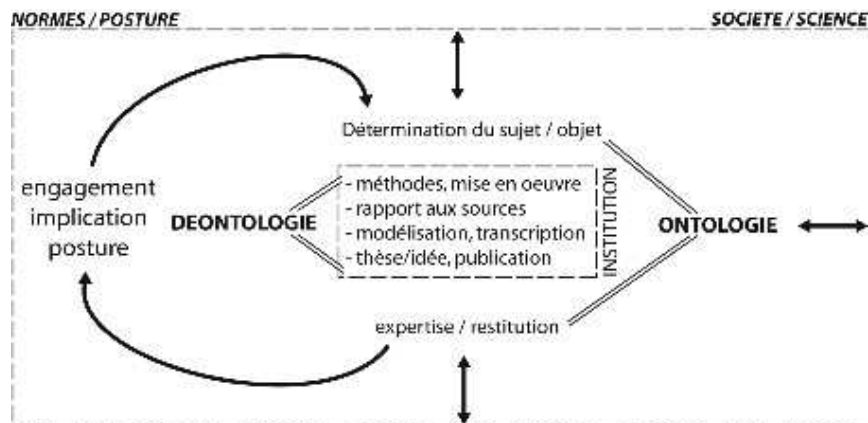 NORMES / POSTURE
SOCIETE / SCIENCE
Détermination du sujet / objet
engagement
implication
posture
DEONTOLOGIE
- méthodes, mise en oeuvre
- rapport aux sources
- modélisation, transcription
- thèse/idée, publication
INSTITUTION
ONTOLOGIE
expertise / restitution